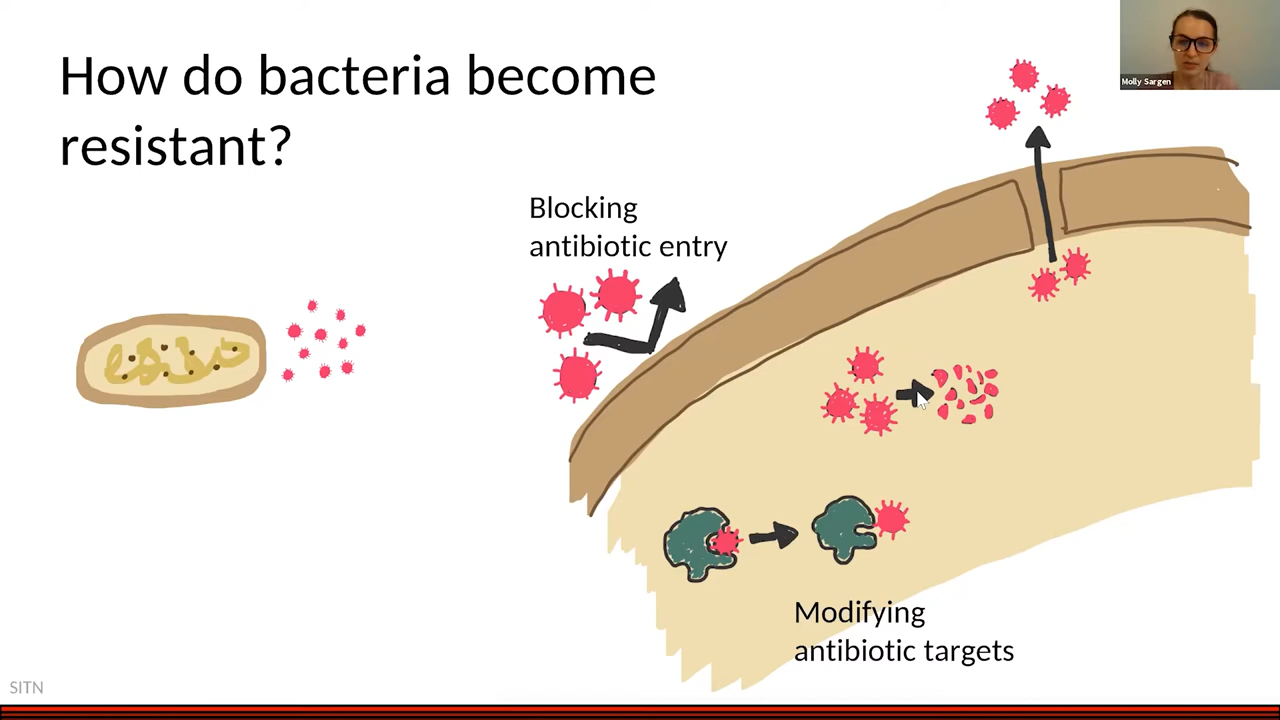 How do bacteria become
resistant?
Molly Sargen
Blocking
antibiotic entry
Modifying
antibiotic targets
SITN